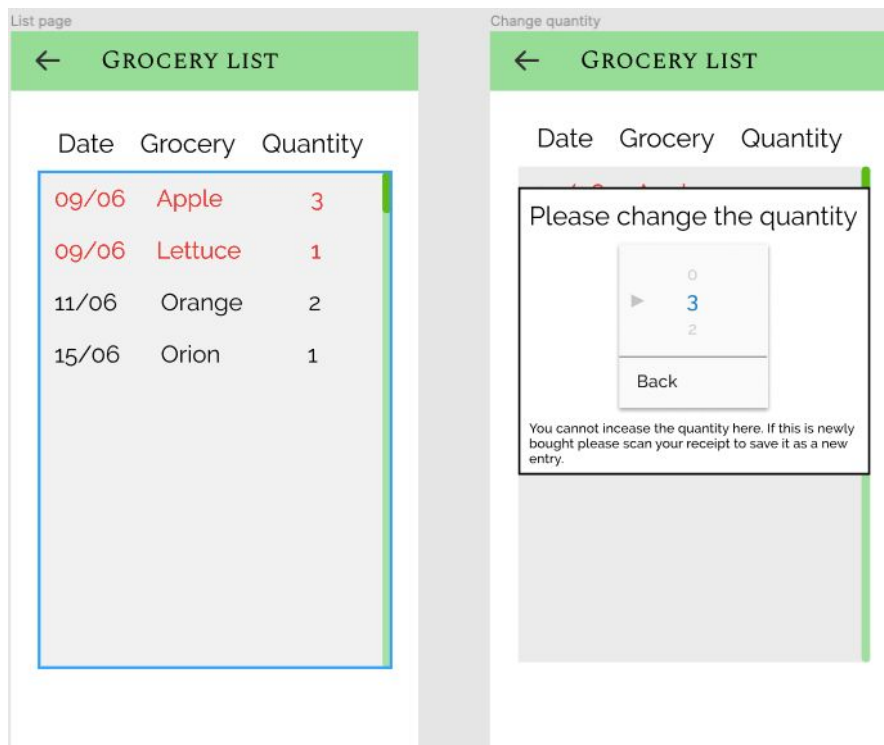 List page
GROCERY LIST
Date Grocery Quantity
09/06 Apple 3
09/06 Lettuce 1
11/06 Orange 2
15/06 Orion 1
Change quantity
GROCERY LIST
Date Grocery Quantity
Please change the quantity
0
3
2
Back
You cannot incease the quantity here. If this is newly
bought please scan your receipt to save it as a new
entry.